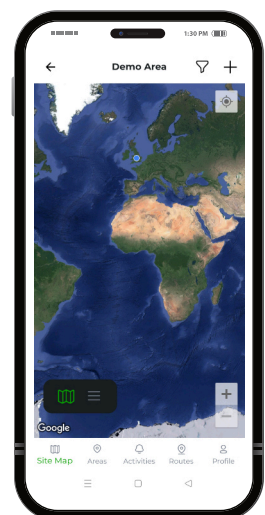 1:30 PM
Demo Area
Google
Site Map
Areas
Activities
Routes
Profile